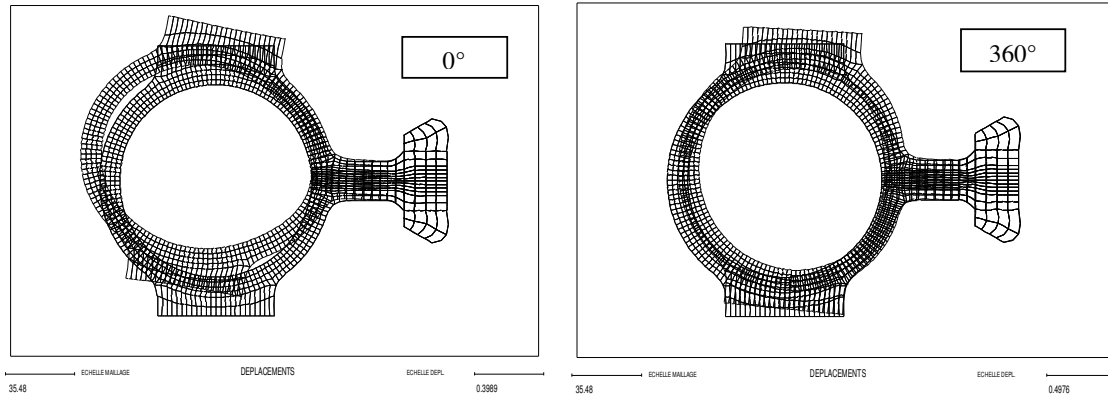 0°
360°
ECHELLE MAILLAGE DEPLACEMENTS ECHELLE DEPL.
35.48 0.3989
ECHELLE MAILLAGE DEPLACEMENTS ECHELLE DEPL.
35.48 0.4976